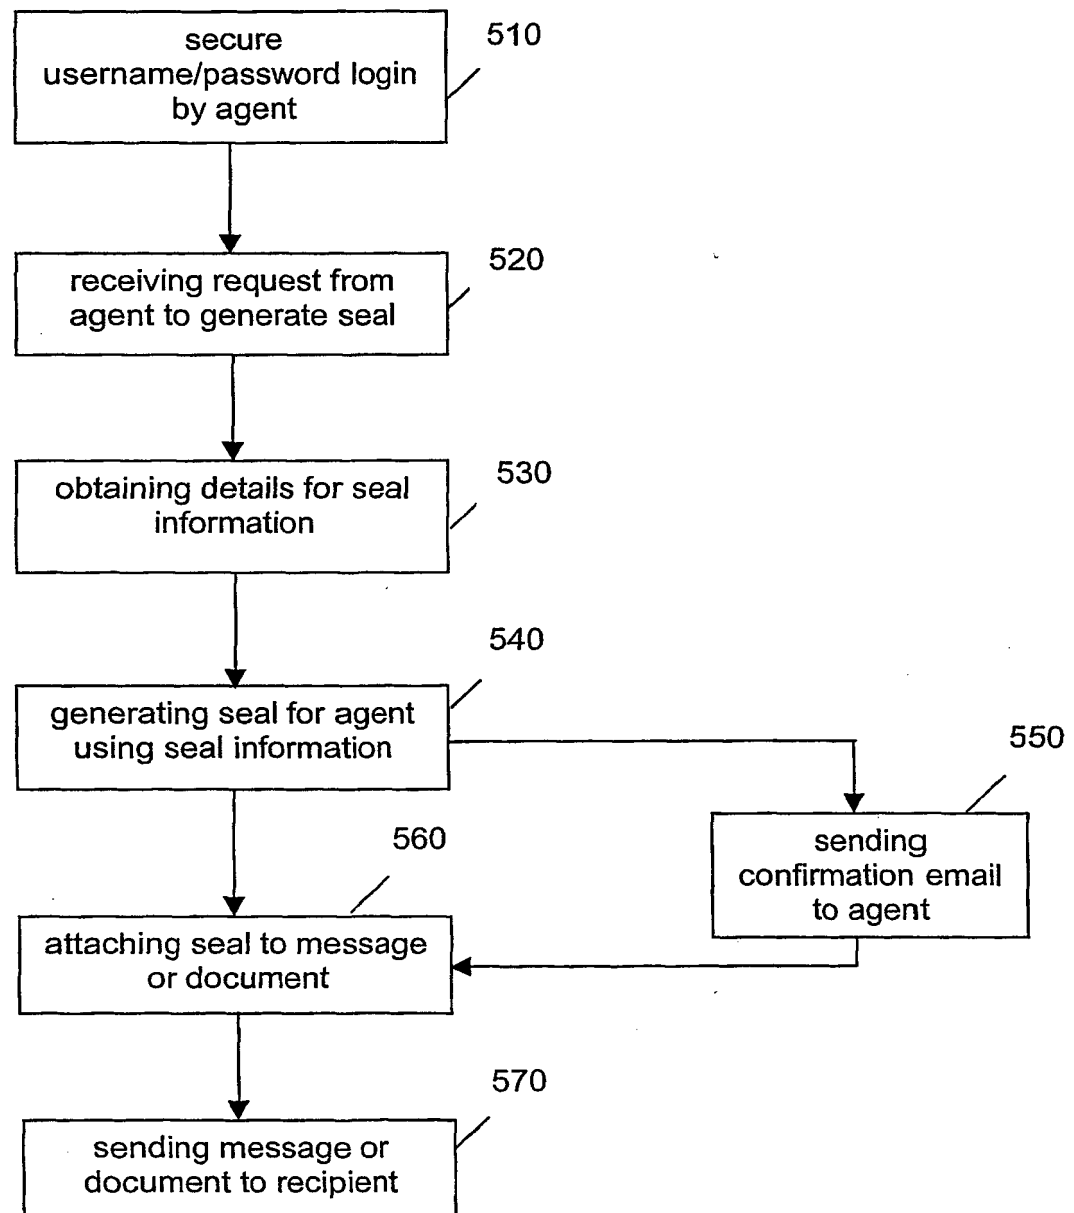 secure
username/password login
by agent
510
receiving request from
agent to generate seal
520
obtaining details for seal
information
530
generating seal for agent
using seal information
540
sending
confirmation email
to agent
550
attaching seal to message
or document
560
sending message or
document to recipient
570